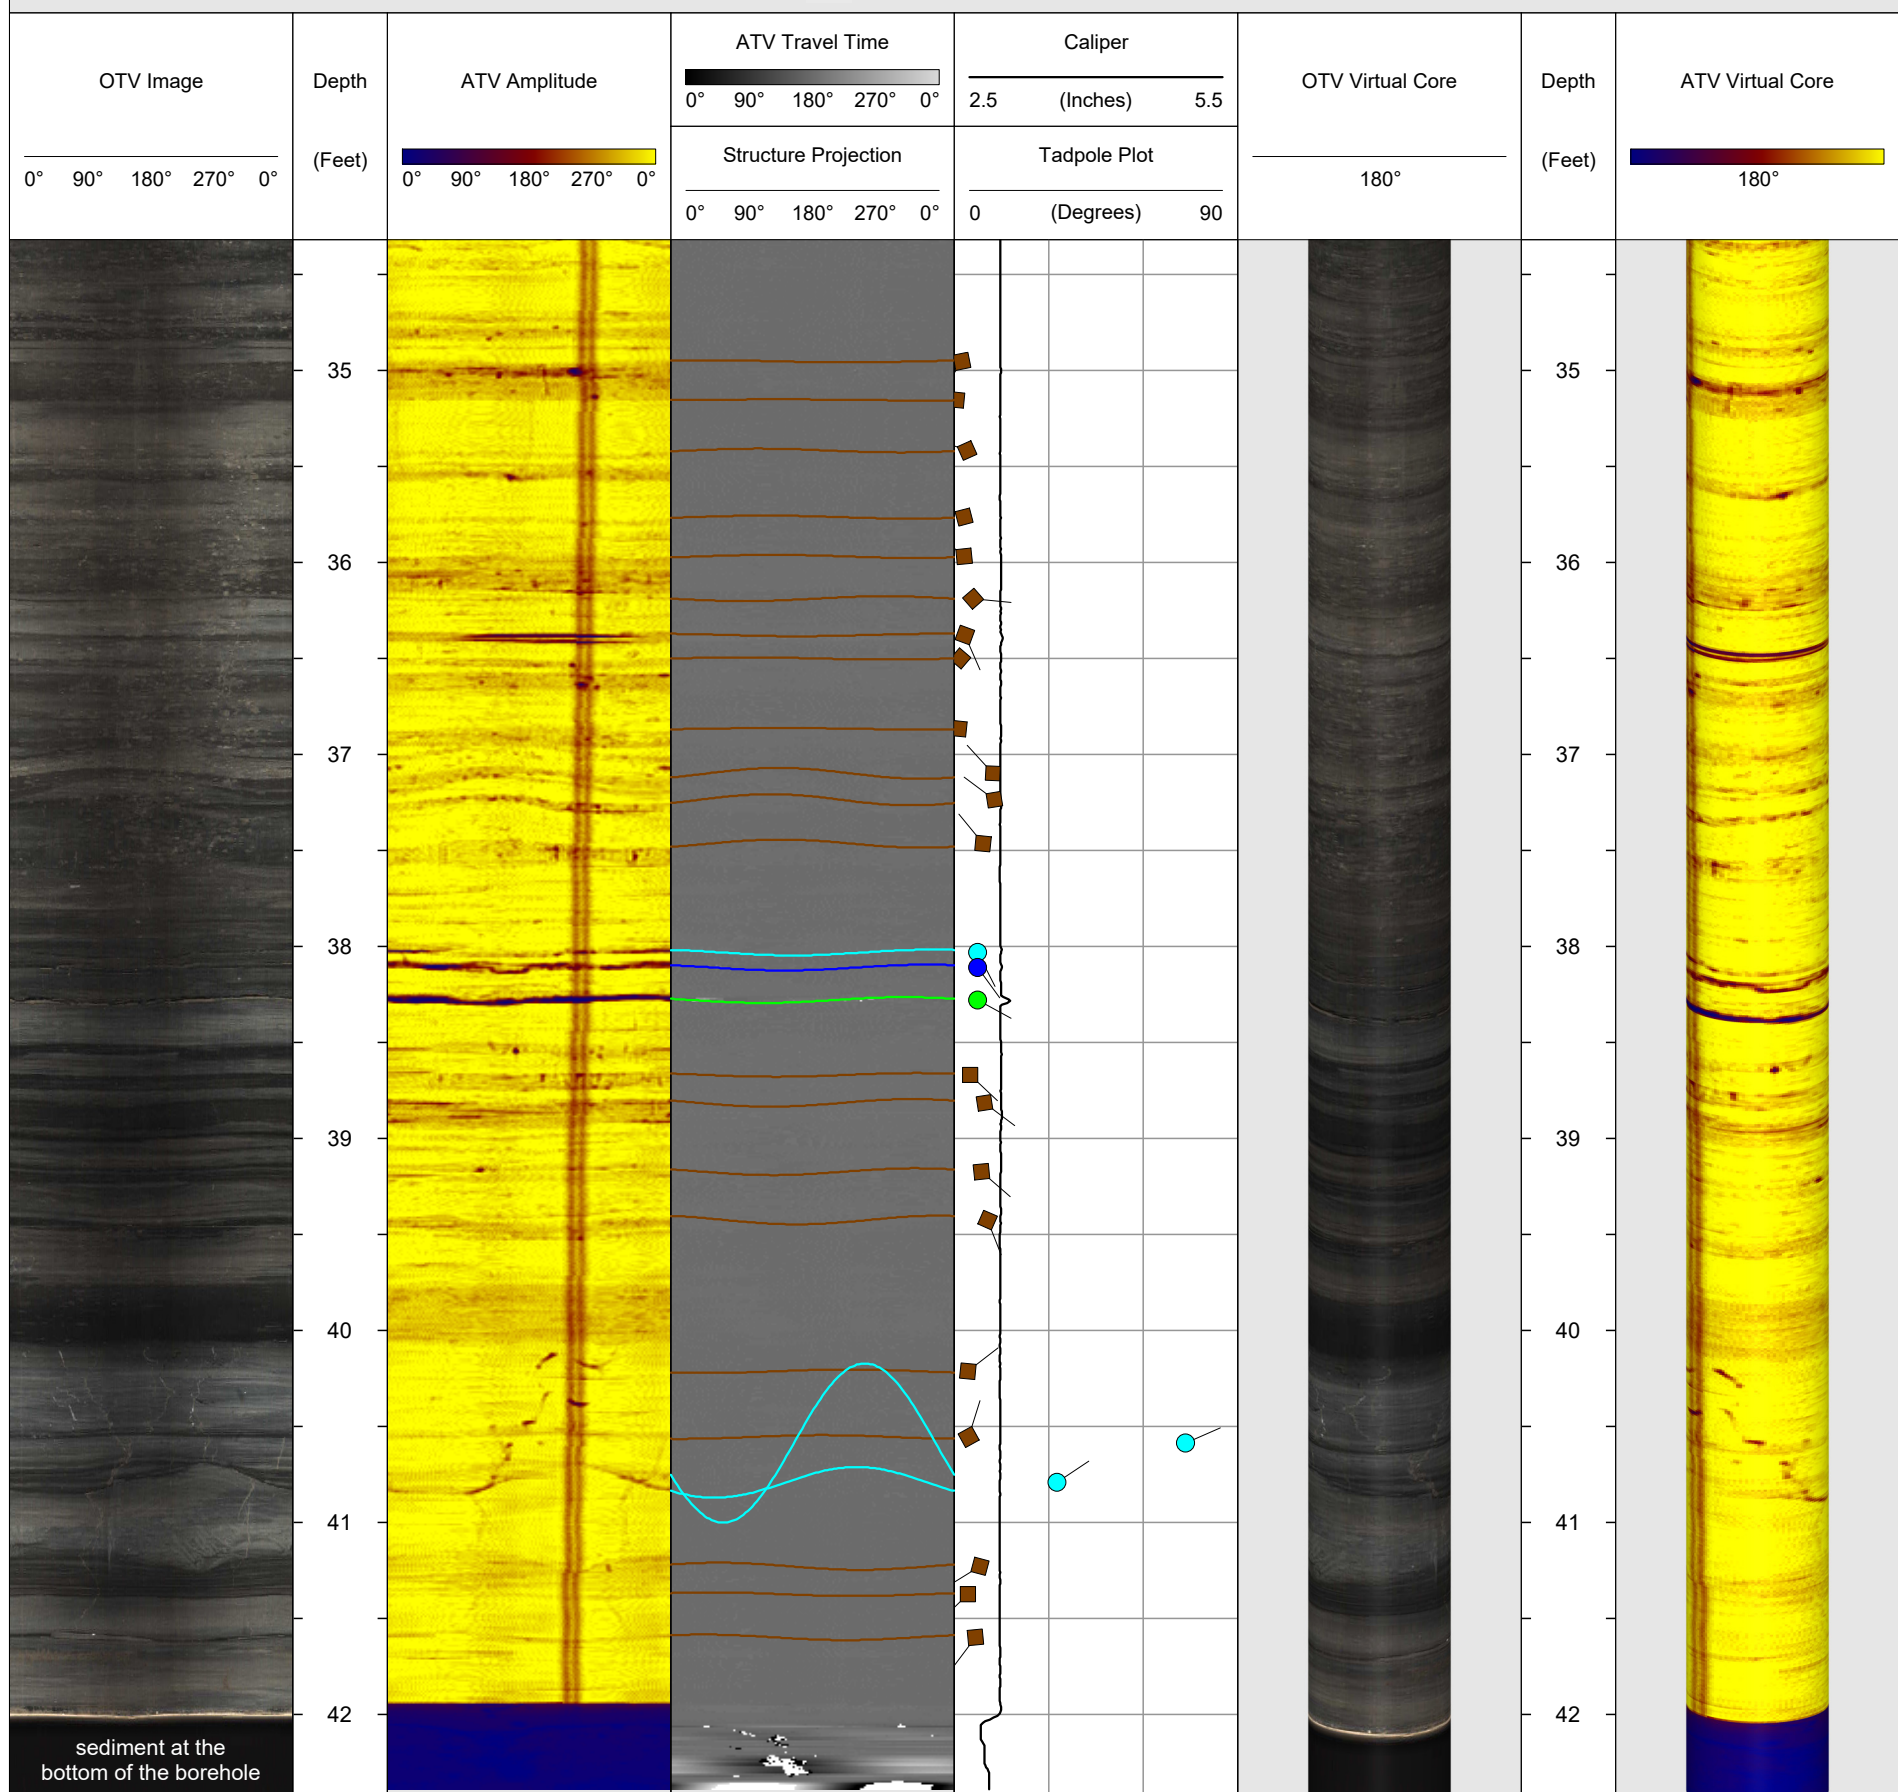 OTV Image
0° 90° 180° 270° 0°
Depth
(Feet)
ATV Amplitude
0° 90° 180° 270° 0°
ATV Travel Time
0° 90° 180° 270° 0°
Structure Projection
0° 90° 180° 270° 0°
Caliper
2.5 (Inches) 5.5
Tadpole Plot
0 (Degrees) 90
OTV Virtual Core
180°
Depth
(Feet)
ATV Virtual Core
180°
35
36
37
38
39
40
41
42
35
36
37
38
39
40
41
42
sediment at the
bottom of the borehole